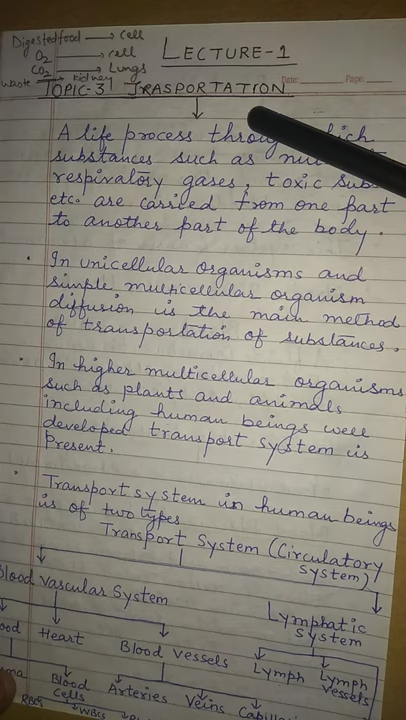 Digested food → cell
O2 → cell
CO2 → Lungs
waste → kidney
LECTURE-1
Date: Page:
TOPIC-3 TRASPORTATION
A life process which
substances such as
respiratory gases, toxic
etc. are carried from one part
to another part of the body.
• In unicellular organisms and
simple multicellular organism
diffusion is the main method
of transportation of substances.
• In higher multicellular organisms
such as plants and animals
including human beings well
developed transport system is
present.
• Transport system in human beings
is of two types
Transport System (Circulatory
System)
Blood Vascular System
Lymphatic
System
Heart
Blood Vessels
Lymph
Lymph
Vessels
Blood
Cells
Arteries
Veins
RBCs
WBCs